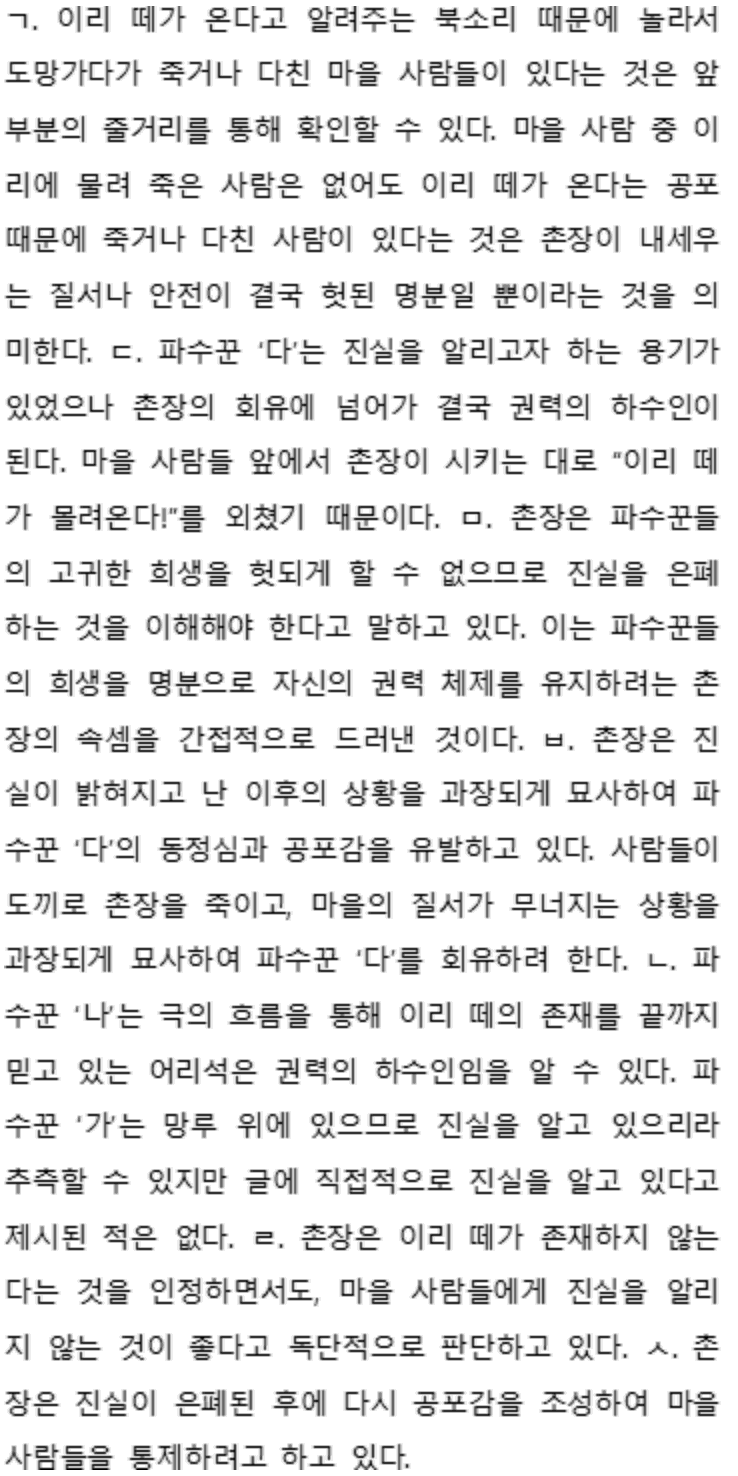 ㄱ. 이리 떼가 온다고 알려주는 북소리 때문에 놀라서
도망가다가 죽거나 다친 마을 사람들이 있다는 것은 앞
부분의 줄거리를 통해 확인할 수 있다. 마을 사람 중 이
리에 물려 죽은 사람은 없어도 이리 떼가 온다는 공포
때문에 죽거나 다친 사람이 있다는 것은 촌장이 내세우
는 질서나 안전이 결국 헛된 명분일 뿐이라는 것을 의
미한다. ㄷ. 파수꾼 ‘다’는 진실을 알리고자 하는 용기가
있었으나 촌장의 회유에 넘어가 결국 권력의 하수인이
된다. 마을 사람들 앞에서 촌장이 시키는 대로 “이리 떼
가 몰려온다!”를 외쳤기 때문이다. ㅁ. 촌장은 파수꾼들
의 고귀한 희생을 헛되게 할 수 없으므로 진실을 은폐
하는 것을 이해해야 한다고 말하고 있다. 이는 파수꾼들
의 희생을 명분으로 자신의 권력 체제를 유지하려는 촌
장의 속셈을 간접적으로 드러낸 것이다. ㅂ. 촌장은 진
실이 밝혀지고 난 이후의 상황을 과장되게 묘사하여 파
수꾼 ‘다’의 동정심과 공포감을 유발하고 있다. 사람들이
도끼로 촌장을 죽이고, 마을의 질서가 무너지는 상황을
과장되게 묘사하여 파수꾼 ‘다’를 회유하려 한다. ㄴ. 파
수꾼 ‘나’는 극의 흐름을 통해 이리 떼의 존재를 끝까지
믿고 있는 어리석은 권력의 하수인임을 알 수 있다. 파
수꾼 ‘가’는 망루 위에 있으므로 진실을 알고 있으리라
추측할 수 있지만 글에 직접적으로 진실을 알고 있다고
제시된 적은 없다. ㄹ. 촌장은 이리 떼가 존재하지 않는
다는 것을 인정하면서도, 마을 사람들에게 진실을 알리
지 않는 것이 좋다고 독단적으로 판단하고 있다. ㅅ. 촌
장은 진실이 은폐된 후에 다시 공포감을 조성하여 마을
사람들을 통제하려고 하고 있다.